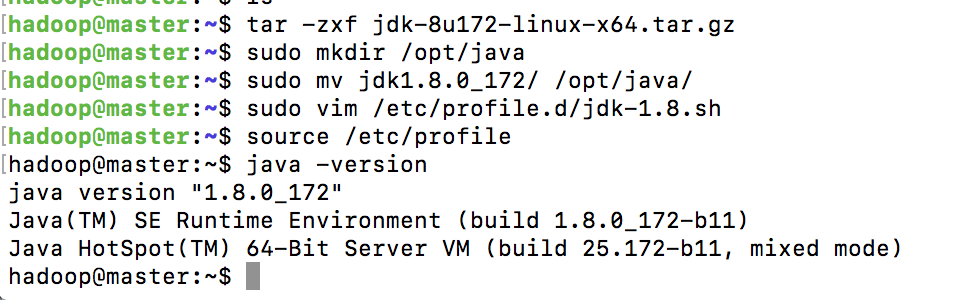 hadoop@master:~$ tar -zxf jdk-8u172-linux-x64.tar.gz
[hadoop@master:~$ sudo mkdir /opt/java
[hadoop@master:~$ sudo mv jdk1.8.0_172/ /opt/java/
[hadoop@master:~$ sudo vim /etc/profile.d/jdk-1.8.sh
[hadoop@master:~$ source /etc/profile
[hadoop@master:~$ java -version
java version "1.8.0_172"
Java(TM) SE Runtime Environment (build 1.8.0_172-b11)
Java HotSpot(TM) 64-Bit Server VM (build 25.172-b11, mixed mode)
hadoop@master:~$